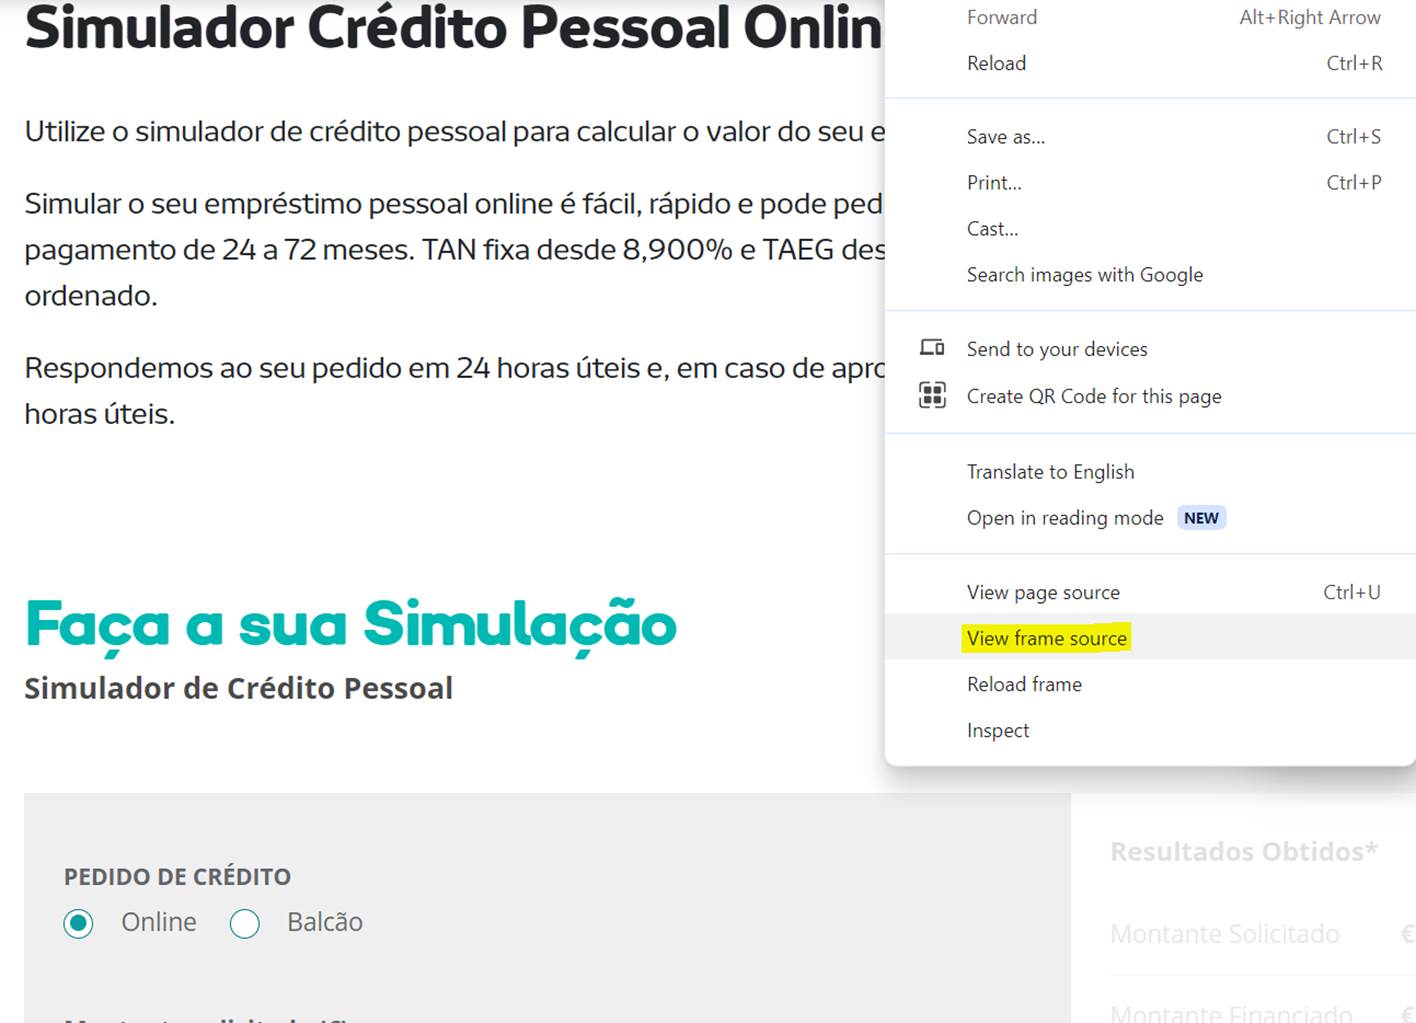 Simulador Crédito Pessoal Onlin
Utilize o simulador de crédito pessoal para calcular o valor do seu e
Simular o seu empréstimo pessoal online é fácil, rápido e pode ped
pagamento de 24 a 72 meses. TAN fixa desde 8,900% e TAEG des
ordenado.
Respondemos ao seu pedido em 24 horas úteis e, em caso de apro
horas úteis.
Faça a sua Simulação
Simulador de Crédito Pessoal
PEDIDO DE CRÉDITO
Online Balcão
Forward Alt+Right Arrow
Reload Ctrl+R
Save as... Ctrl+S
Print... Ctrl+P
Cast...
Search images with Google
Send to your devices
Create QR Code for this page
Translate to English
Open in reading mode NEW
View page source Ctrl+U
View frame source
Reload frame
Inspect
Resultados Obtidos*
Montante Solicitado €
Montante Financiado €